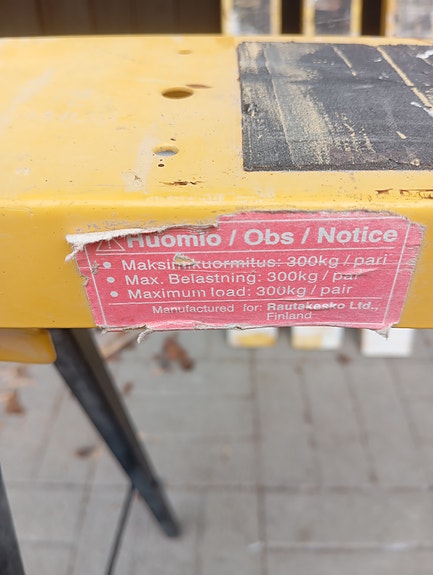 Huomio / Obs / Notice
• Maksimikuormitus: 300kg / pari
• Max. Belastning: 300kg / par
• Maximum load: 300kg / pair
Manufactured for: Rautakesko Ltd.,
Finland